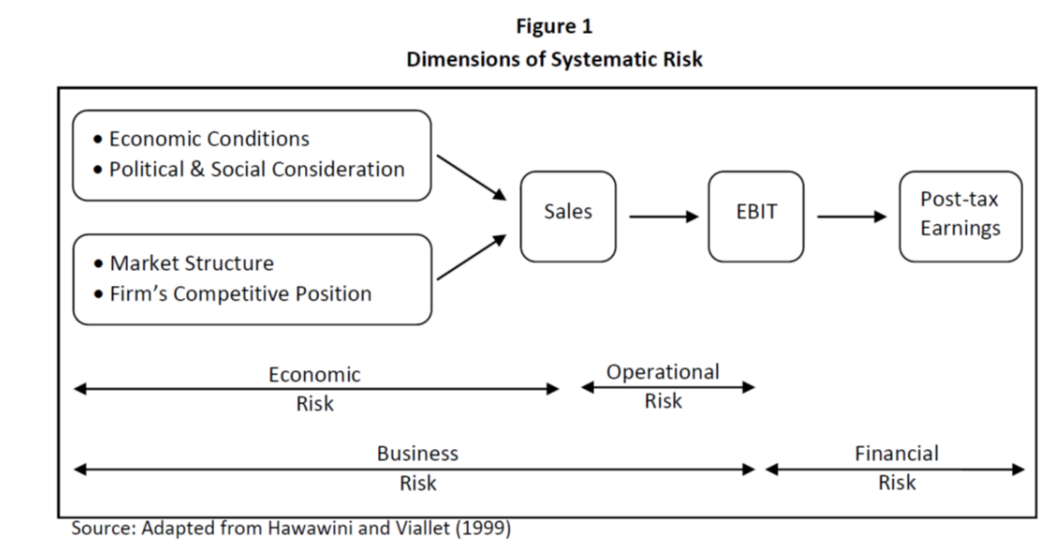 Figure 1
Dimensions of Systematic Risk
• Economic Conditions
• Political & Social Consideration
• Market Structure
• Firm's Competitive Position
Sales
EBIT
Post-tax
Earnings
Economic
Risk
Operational
Risk
Business
Risk
Financial
Risk
Source: Adapted from Hawawini and Viallet (1999)